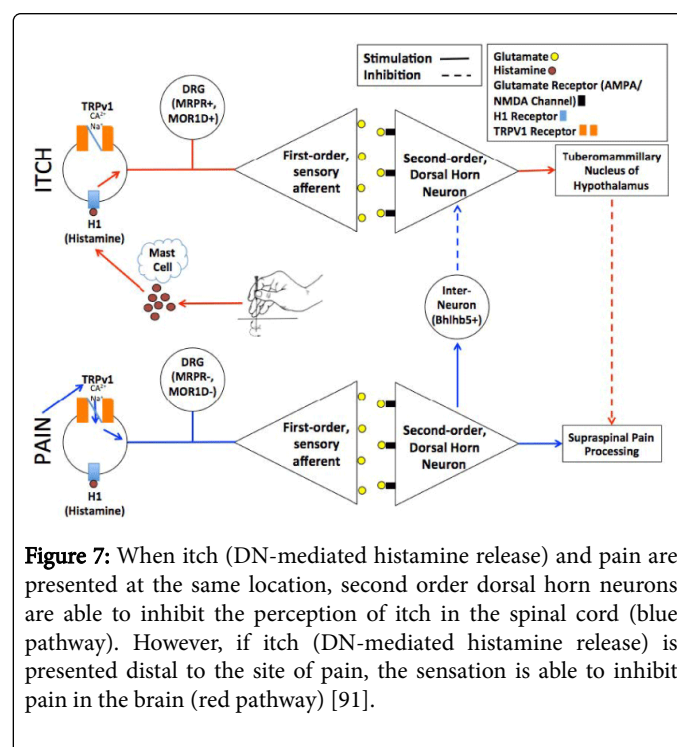 Stimulation
Inhibition
Glutamate
Histamine
Glutamate Receptor (AMPA/
NMDA Channel)
H1 Receptor
TRPV1 Receptor
ITCH
TRPv1
CA²⁺
Na⁺
H1
(Histamine)
DRG
(MRPR+,
MOR1D+)
First-order,
sensory
afferent
Second-order,
Dorsal Horn
Neuron
Tuberomammillary
Nucleus of
Hypothalamus
Mast
Cell
Inter-
Neuron
(Bhlhb5+)
PAIN
TRPv1
CA²⁺
Na⁺
H1
(Histamine)
DRG
(MRPR-,
MOR1D-)
First-order,
sensory
afferent
Second-order,
Dorsal Horn
Neuron
Supraspinal Pain
Processing
Figure 7: When itch (DN-mediated histamine release) and pain are
presented at the same location, second order dorsal horn neurons
are able to inhibit the perception of itch in the spinal cord (blue
pathway). However, if itch (DN-mediated histamine release) is
presented distal to the site of pain, the sensation is able to inhibit
pain in the brain (red pathway) [91].